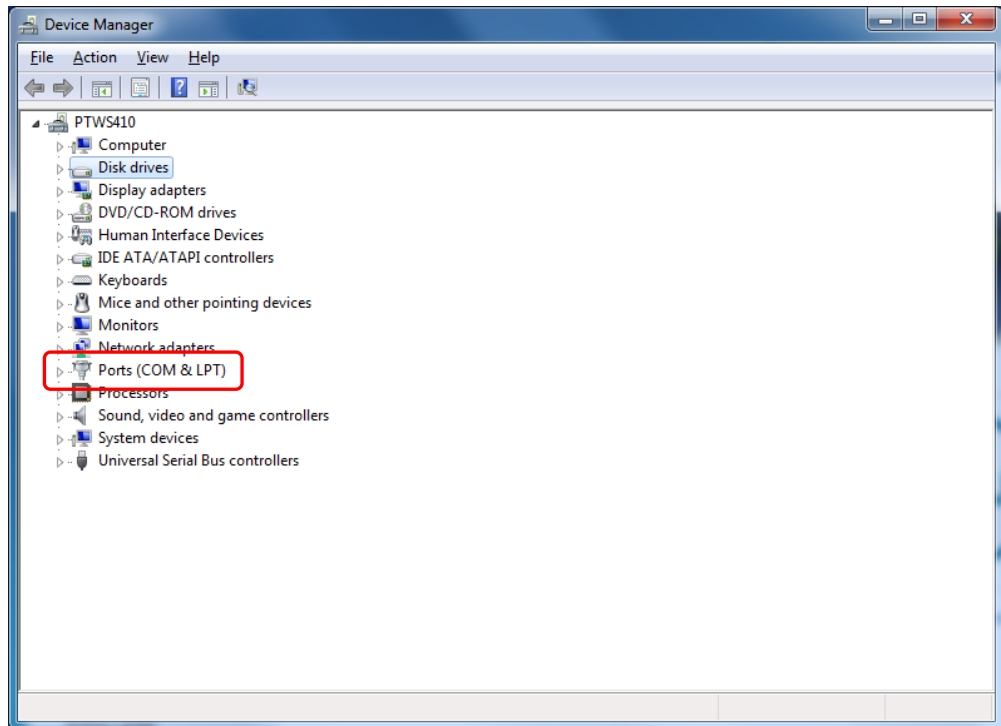 Device Manager
File Action View Help
PTWS410
Computer
Disk drives
Display adapters
DVD/CD-ROM drives
Human Interface Devices
IDE ATA/ATAPI controllers
Keyboards
Mice and other pointing devices
Monitors
Network adapters
Ports (COM & LPT)
Processors
Sound, video and game controllers
System devices
Universal Serial Bus controllers